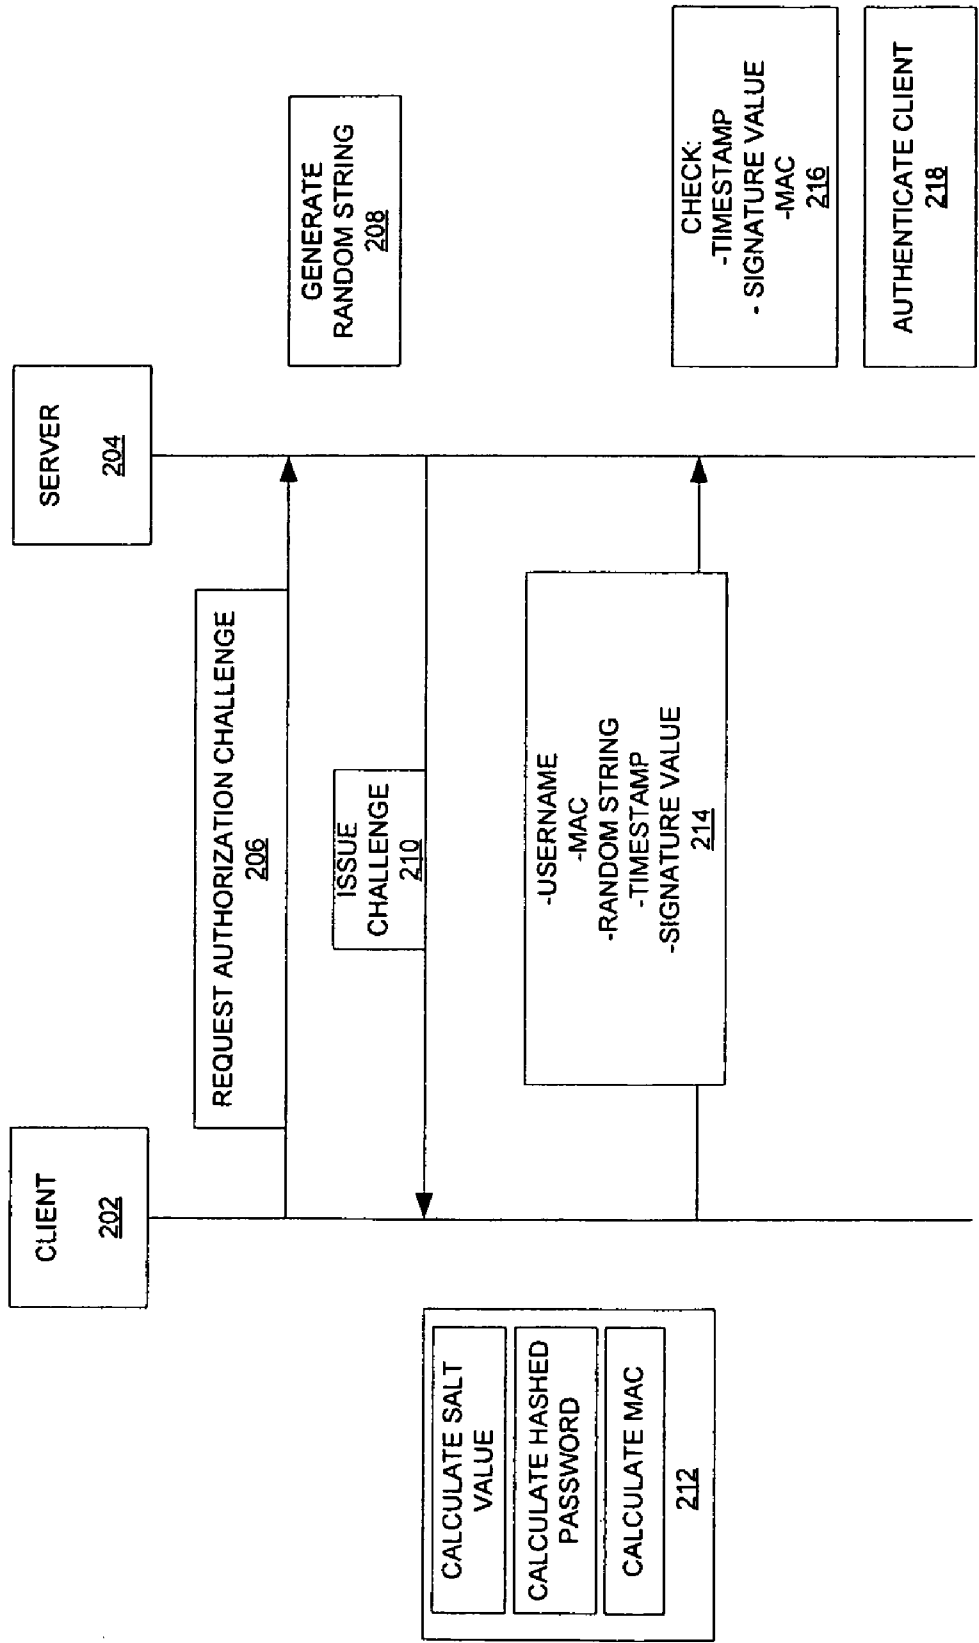 CLIENT
202
SERVER
204
REQUEST AUTHORIZATION CHALLENGE
206
GENERATE
RANDOM STRING
208
ISSUE
CHALLENGE
210
CALCULATE SALT
VALUE
CALCULATE HASHED
PASSWORD
CALCULATE MAC
212
-USERNAME
-MAC
-RANDOM STRING
-TIMESTAMP
-SIGNATURE VALUE
214
CHECK:
-TIMESTAMP
- SIGNATURE VALUE
-MAC
216
AUTHENTICATE CLIENT
218